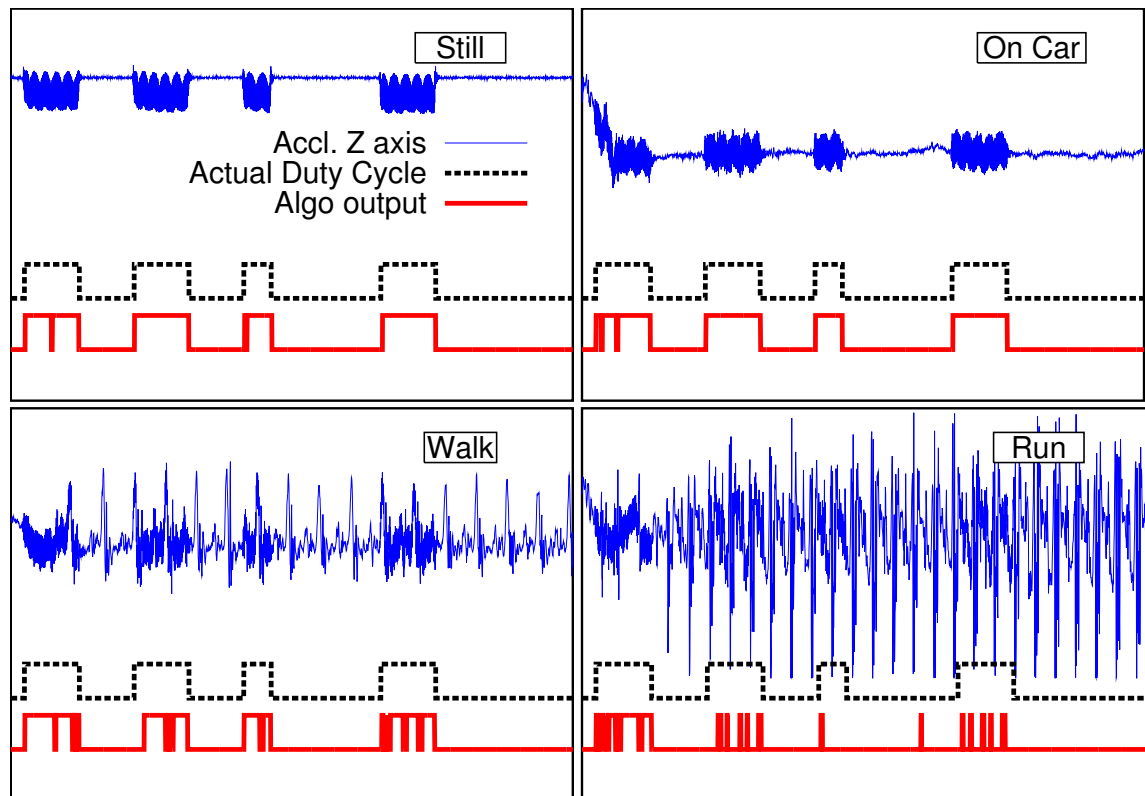 Still
On Car
Accl. Z axis
Actual Duty Cycle
Algo output
Walk
Run